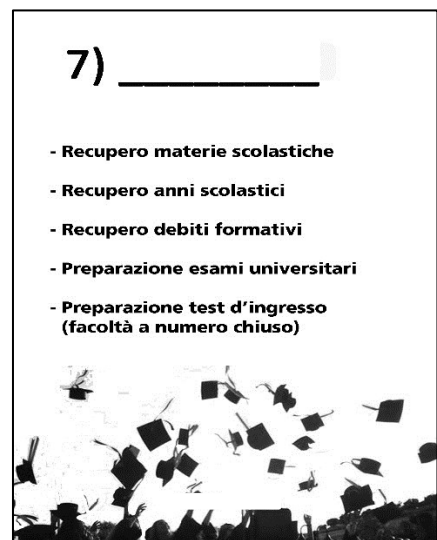 7) __________
- Recupero materie scolastiche
- Recupero anni scolastici
- Recupero debiti formativi
- Preparazione esami universitari
- Preparazione test d'ingresso
(facoltà a numero chiuso)